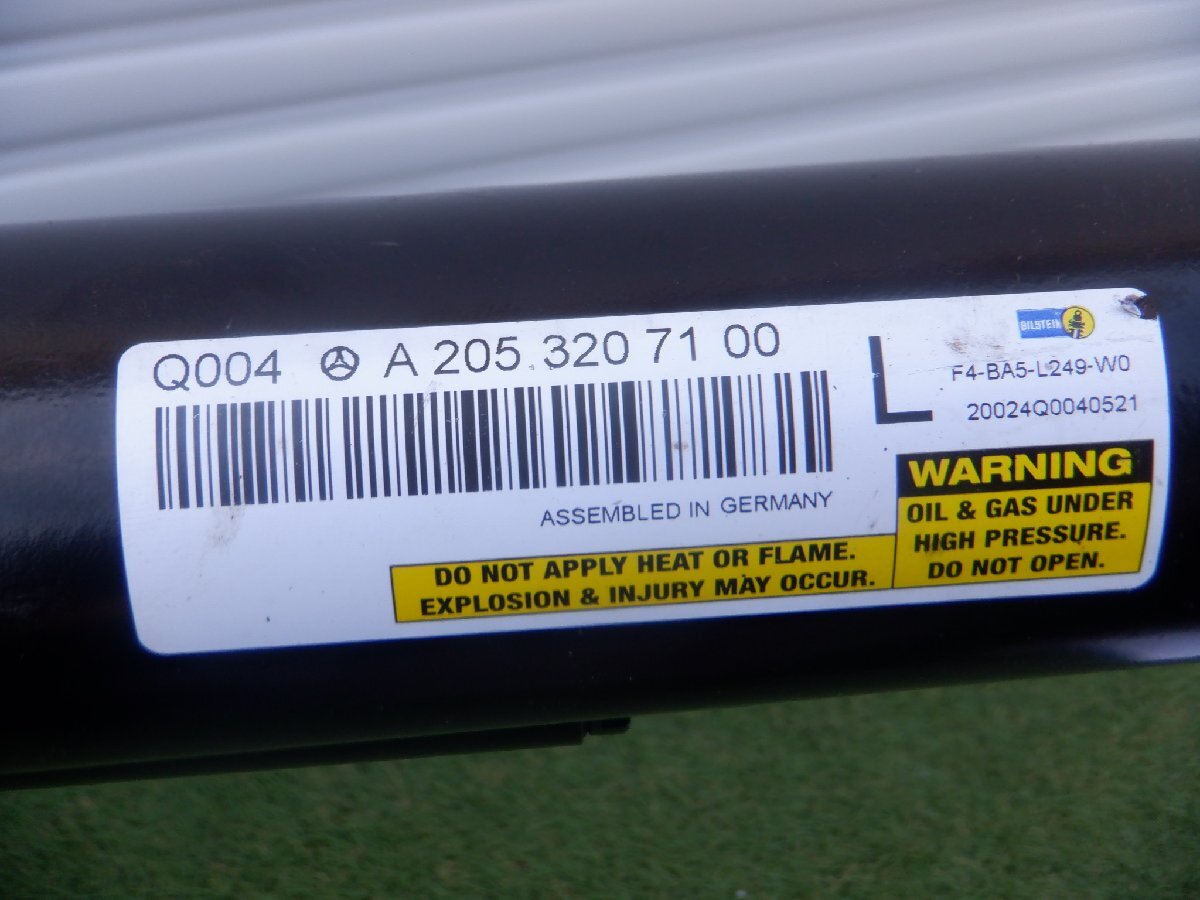 Q004 A 205 320 71 00
L
BILSTEIN
F4-BA5-L249-W0
20024Q0040521
ASSEMBLED IN GERMANY
WARNING
OIL & GAS UNDER
HIGH PRESSURE.
DO NOT OPEN.
DO NOT APPLY HEAT OR FLAME.
EXPLOSION & INJURY MAY OCCUR.